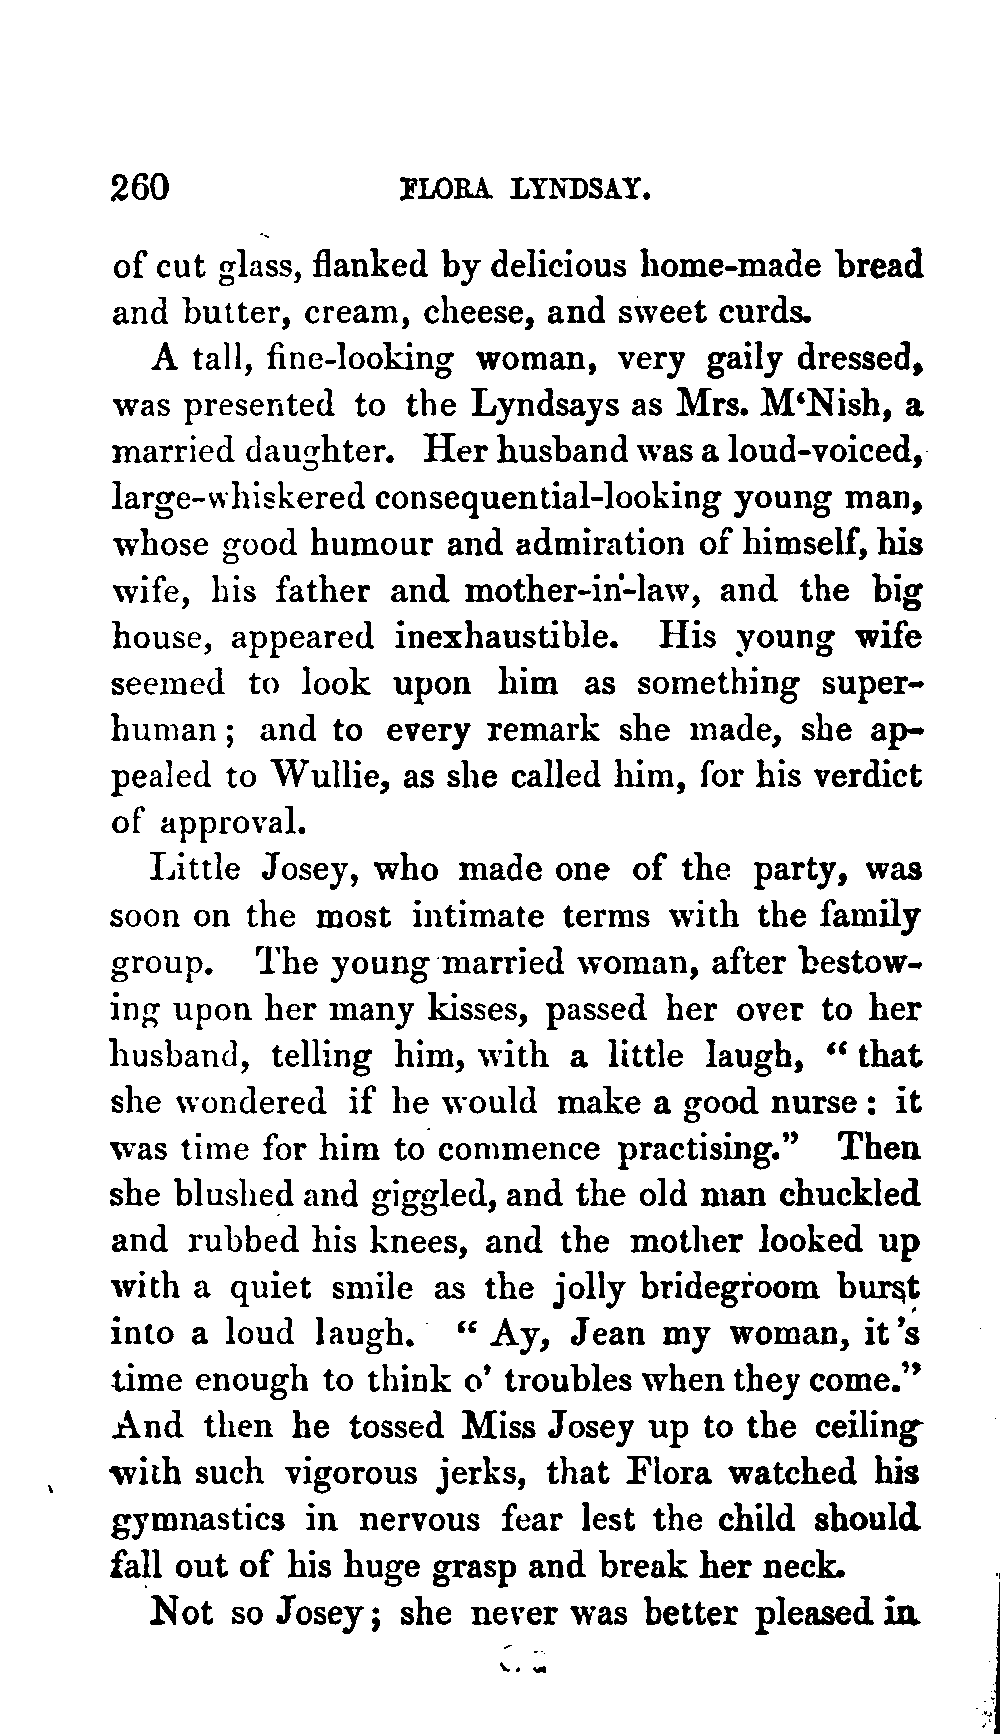 260 FLORA LYNDSAY.
of cut glass, flanked by delicious home-made bread
and butter, cream, cheese, and sweet curds.
A tall, fine-looking woman, very gaily dressed,
was presented to the Lyndsays as Mrs. M‘Nish, a
married daughter. Her husband was a loud-voiced,
large-whiskered consequential-looking young man,
whose good humour and admiration of himself, his
wife, his father and mother-in-law, and the big
house, appeared inexhaustible. His young wife
seemed to look upon him as something super-
human; and to every remark she made, she ap-
pealed to Wullie, as she called him, for his verdict
of approval.
Little Josey, who made one of the party, was
soon on the most intimate terms with the family
group. The young married woman, after bestow-
ing upon her many kisses, passed her over to her
husband, telling him, with a little laugh, “that
she wondered if he would make a good nurse: it
was time for him to commence practising.” Then
she blushed and giggled, and the old man chuckled
and rubbed his knees, and the mother looked up
with a quiet smile as the jolly bridegroom burst
into a loud laugh. “Ay, Jean my woman, it's
time enough to think o' troubles when they come.”
And then he tossed Miss Josey up to the ceiling
with such vigorous jerks, that Flora watched his
gymnastics in nervous fear lest the child should
fall out of his huge grasp and break her neck.
Not so Josey; she never was better pleased in